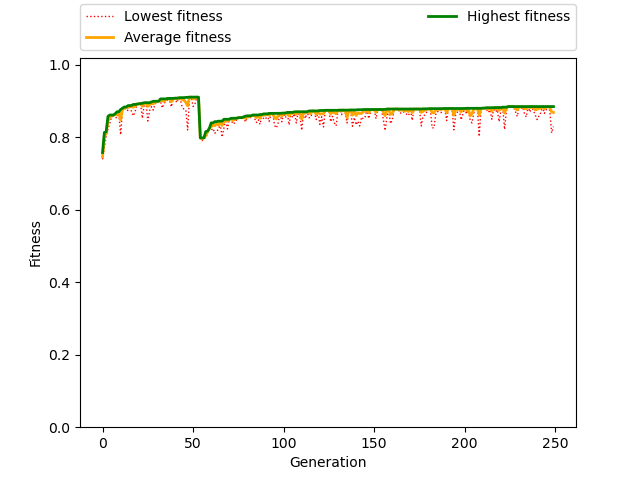 Lowest fitness
Average fitness
Highest fitness
1.0
0.8
0.6
0.4
0.2
0.0
Fitness
0 50 100 150 200 250
Generation